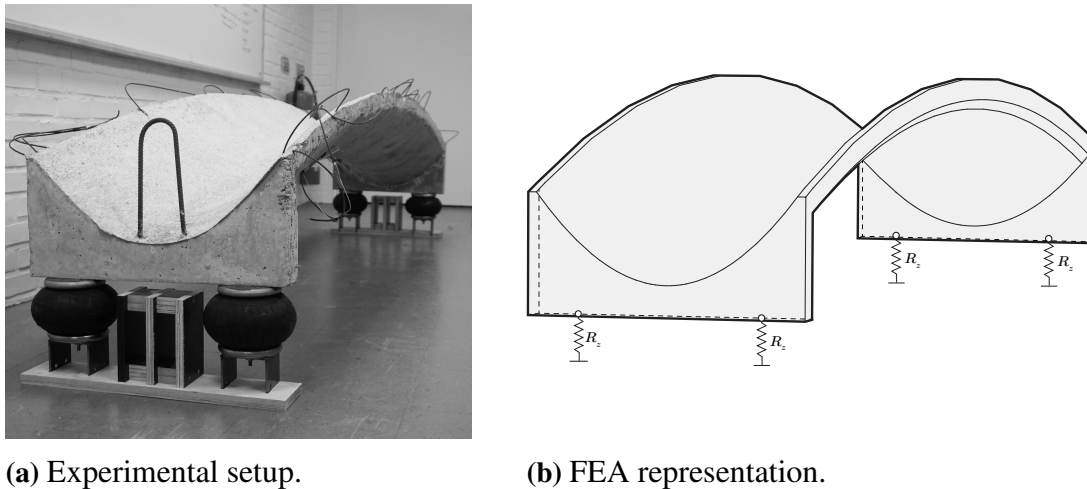 R_z
R_z
R_z
R_z
(a) Experimental setup.
(b) FEA representation.